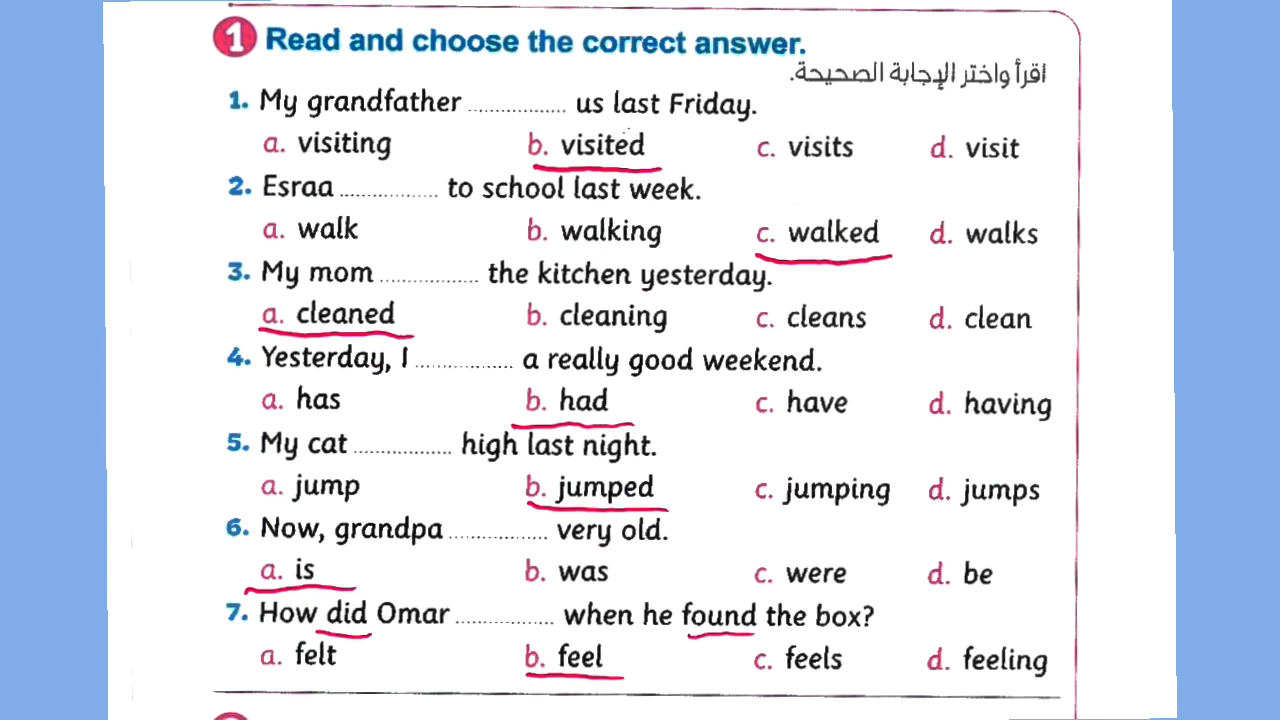 1 Read and choose the correct answer.
اقرأ واختر الإجابة الصحيحة.
1. My grandfather ................. us last Friday.
a. visiting b. visited c. visits d. visit
2. Esraa ................. to school last week.
a. walk b. walking c. walked d. walks
3. My mom ................. the kitchen yesterday.
a. cleaned b. cleaning c. cleans d. clean
4. Yesterday, I ................. a really good weekend.
a. has b. had c. have d. having
5. My cat ................. high last night.
a. jump b. jumped c. jumping d. jumps
6. Now, grandpa ................. very old.
a. is b. was c. were d. be
7. How did Omar ................. when he found the box?
a. felt b. feel c. feels d. feeling